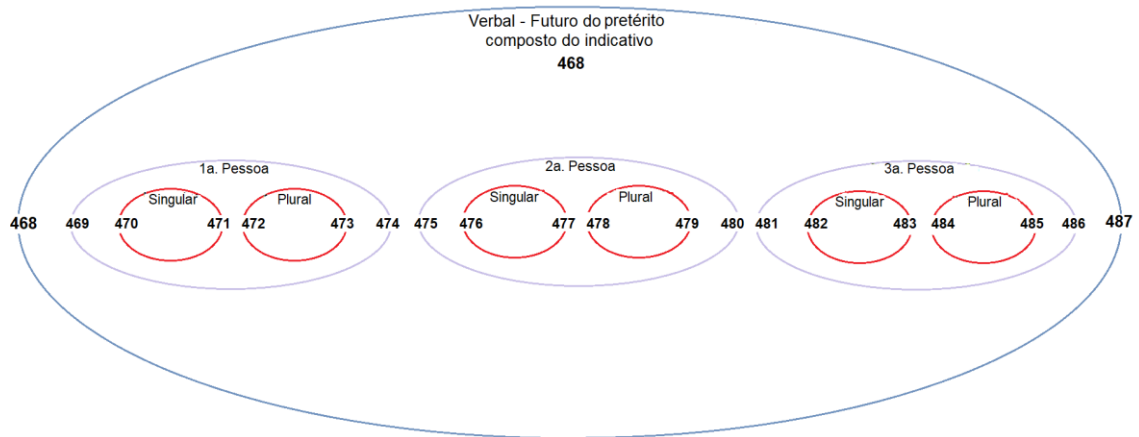 Verbal - Futuro do pretérito
composto do indicativo
468
1a. Pessoa
2a. Pessoa
3a. Pessoa
Singular Plural Singular Plural Singular Plural
468 469 470 471 472 473 474 475 476 477 478 479 480 481 482 483 484 485 486 487